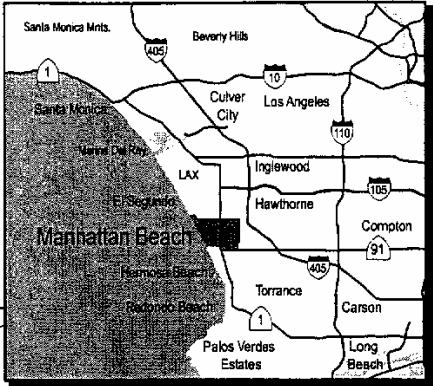 Santa Monica Mnts.
Beverly Hills
405
1
10
Culver
City
Los Angeles
Santa Monica
110
Marina Del Ray
Inglewood
LAX
105
El Segundo
Hawthorne
Compton
Manhattan Beach
91
Hermosa Beach
405
Torrance
Redondo Beach
Carson
1
Palos Verdes
Estates
Long
Beach